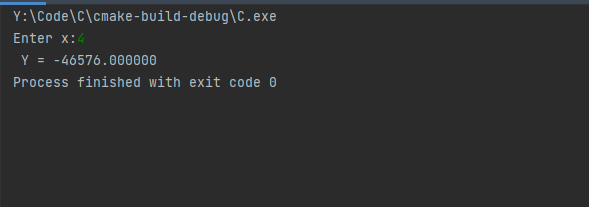 Y:\Code\C\cmake-build-debug\C.exe
Enter x:4
 Y = -46576.000000
Process finished with exit code 0